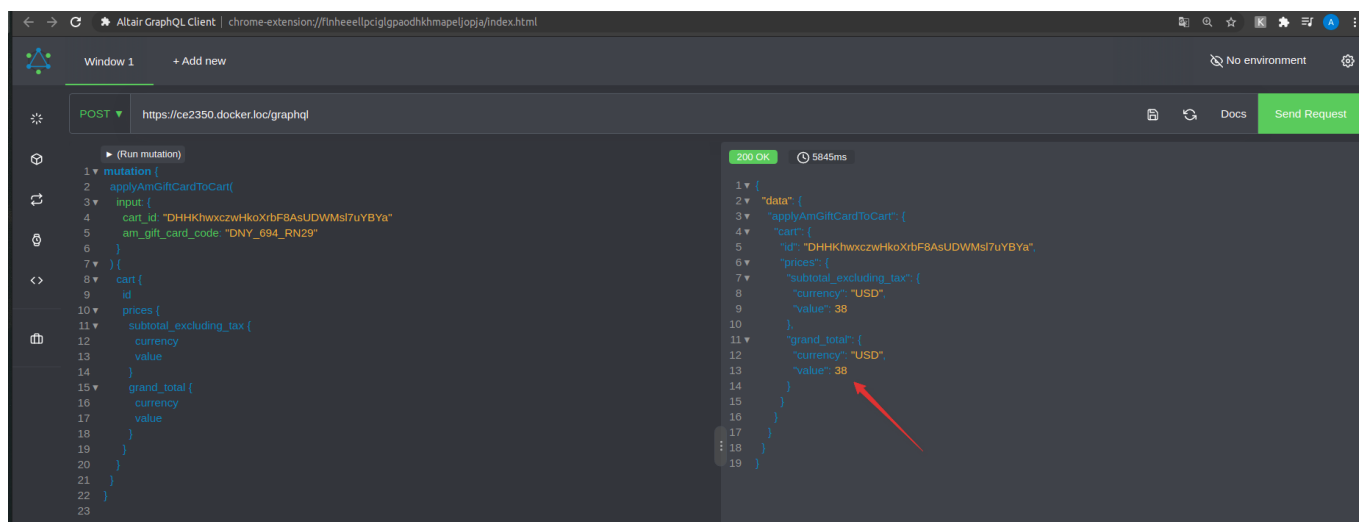 Altair GraphQL Client | chrome-extension://flnheeellpciglgpaodhkhmapeljopja/index.html
K A
Window 1 + Add new No environment
POST ▼ https://ce2350.docker.loc/graphql Docs Send Request
► (Run mutation)
1 ▾ mutation {
2 applyAmGiftCardToCart(
3 ▾ input: {
4 cart_id: "DHHKhwxczwHkoXrbF8AsUDWMsl7uYBYa"
5 am_gift_card_code: "DNY_694_RN29"
6 }
7 ▾ ) {
8 ▾ cart {
9 id
10 ▾ prices {
11 ▾ subtotal_excluding_tax {
12 currency
13 value
14 }
15 ▾ grand_total {
16 currency
17 value
18 }
19 }
20 }
21 }
22 }
23
200 OK 5845ms
1 ▾ {
2 ▾ "data": {
3 ▾ "applyAmGiftCardToCart": {
4 ▾ "cart": {
5 "id": "DHHKhwxczwHkoXrbF8AsUDWMsl7uYBYa",
6 ▾ "prices": {
7 ▾ "subtotal_excluding_tax": {
8 "currency": "USD",
9 "value": 38
10 },
11 ▾ "grand_total": {
12 "currency": "USD",
13 "value": 38
14 }
15 }
16 }
17 }
18 }
19 }